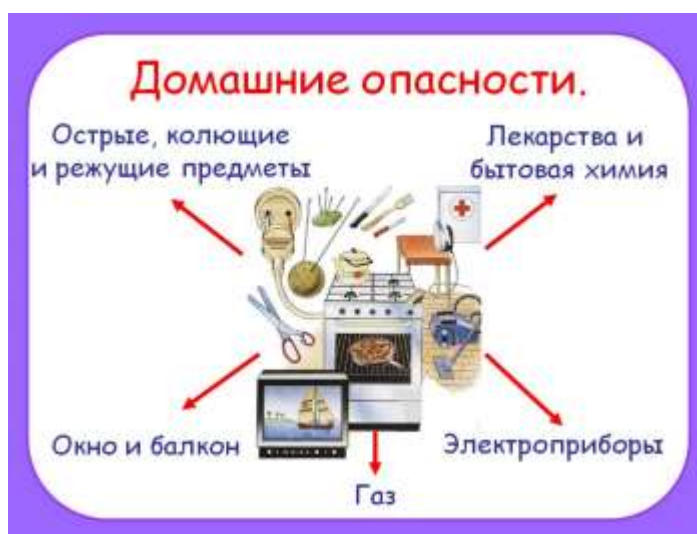 Домашние опасности.
Острые, колющие
и режущие предметы
Лекарства и
бытовая химия
Окно и балкон
Электроприборы
Газ